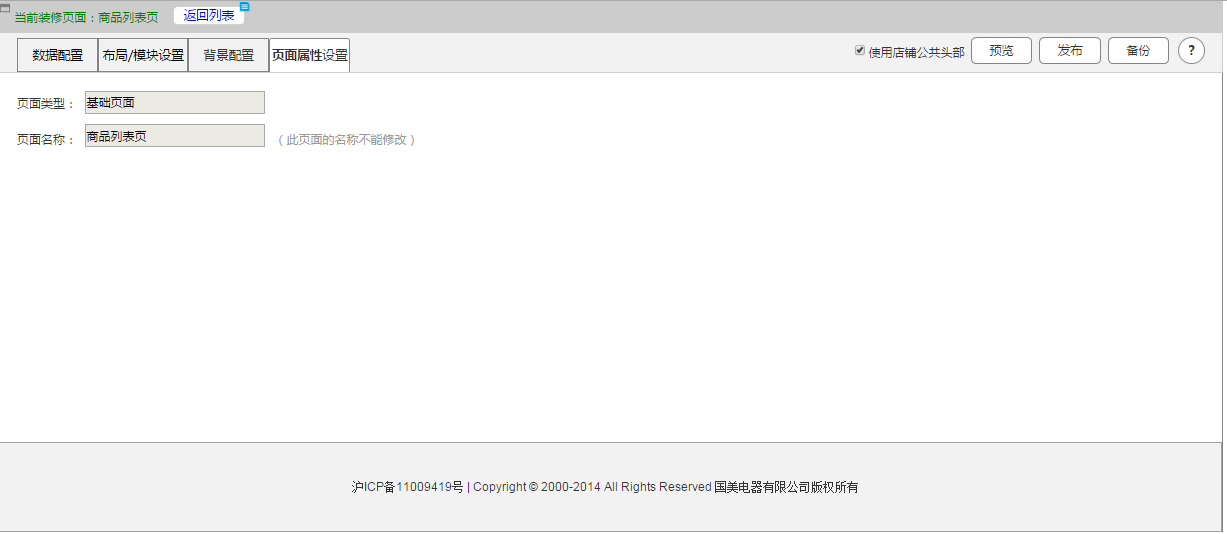 当前装修页面：商品列表页 返回列表
数据配置 布局/模块设置 背景配置 页面属性设置 使用店铺公共头部 预览 发布 备份 ?
页面类型： 基础页面
页面名称： 商品列表页 （此页面的名称不能修改）
沪ICP备11009419号 | Copyright © 2000-2014 All Rights Reserved 国美电器有限公司版权所有